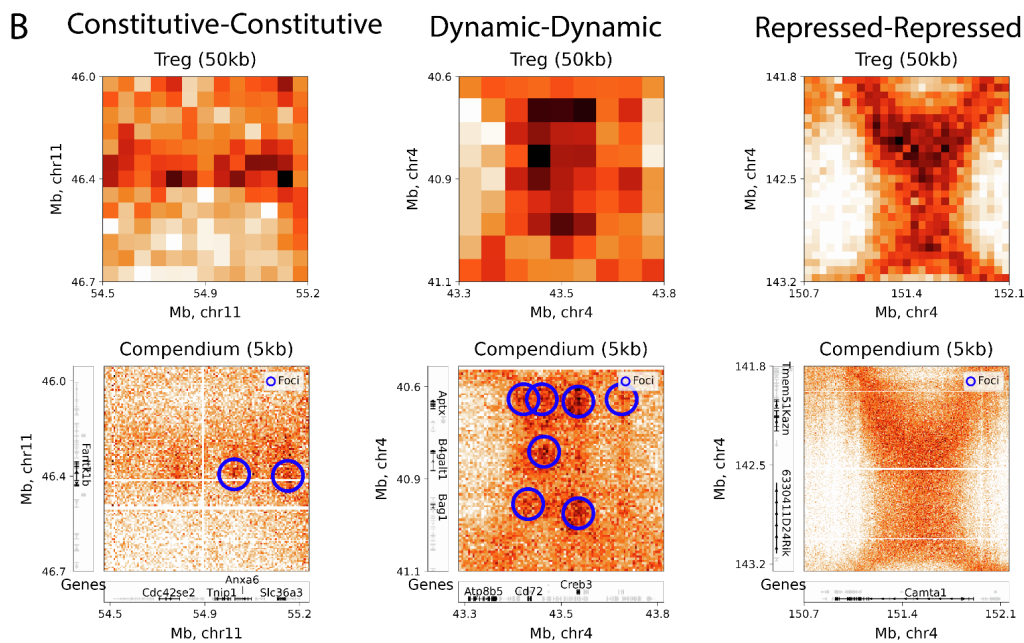 B
Constitutive-Constitutive
Dynamic-Dynamic
Repressed-Repressed
Treg (50kb)
Treg (50kb)
Treg (50kb)
46.0
46.4
46.7
Mb, chr11
54.5
54.9
55.2
Mb, chr11
40.6
40.9
41.1
Mb, chr4
43.3
43.5
43.8
Mb, chr4
141.8
142.5
143.2
Mb, chr4
150.7
151.4
152.1
Mb, chr4
Compendium (5kb)
Compendium (5kb)
Compendium (5kb)
Foci
Foci
Foci
46.0
46.4
46.7
Mb, chr11
Genes
Cdc42se2
Tnip1
Anxa6
Slc36a3
54.5
54.9
55.2
Mb, chr11
40.6
40.9
41.1
Mb, chr4
Aptx
B4galt1
Bag1
Genes
Atp8b5
Cd72
Creb3
43.3
43.5
43.8
Mb, chr4
141.8
142.5
143.2
Mb, chr4
Tmem51
Kazn
6330411D24Rik
Genes
Camta1
150.7
151.4
152.1
Mb, chr4